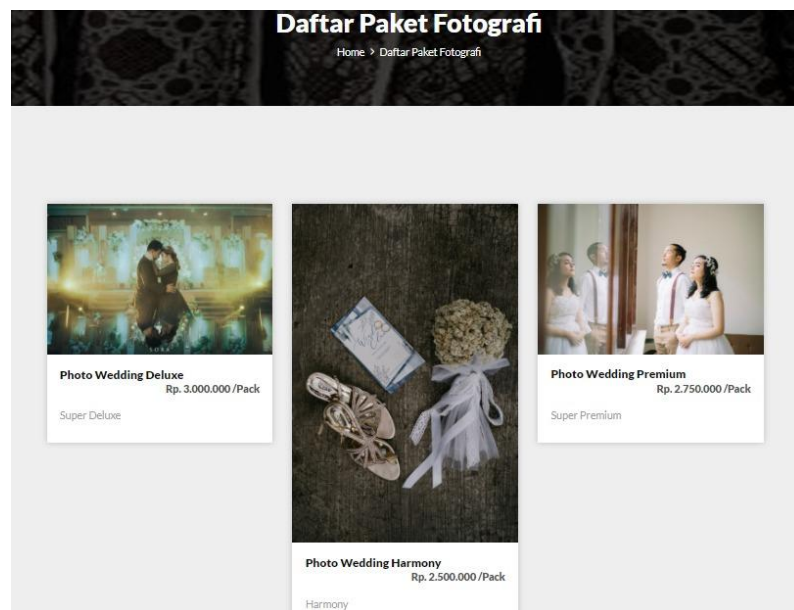 Daftar Paket Fotografi
Home > Daftar Paket Fotografi
Photo Wedding Deluxe
Rp. 3.000.000 /Pack
Super Deluxe
Photo Wedding Harmony
Rp. 2.500.000 /Pack
Harmony
Photo Wedding Premium
Rp. 2.750.000 /Pack
Super Premium